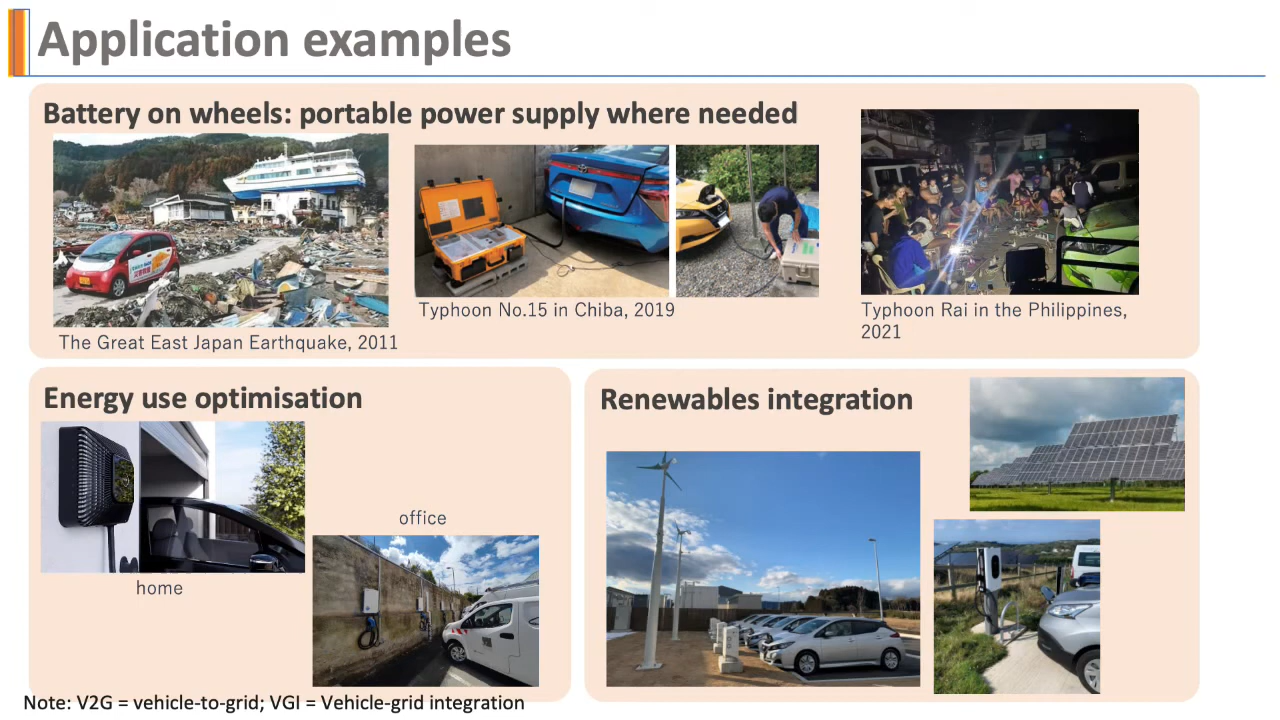 Application examples
Battery on wheels: portable power supply where needed
The Great East Japan Earthquake, 2011
Typhoon No.15 in Chiba, 2019
Typhoon Rai in the Philippines,
2021
Energy use optimisation
home
office
Renewables integration
Note: V2G = vehicle-to-grid; VGI = Vehicle-grid integration